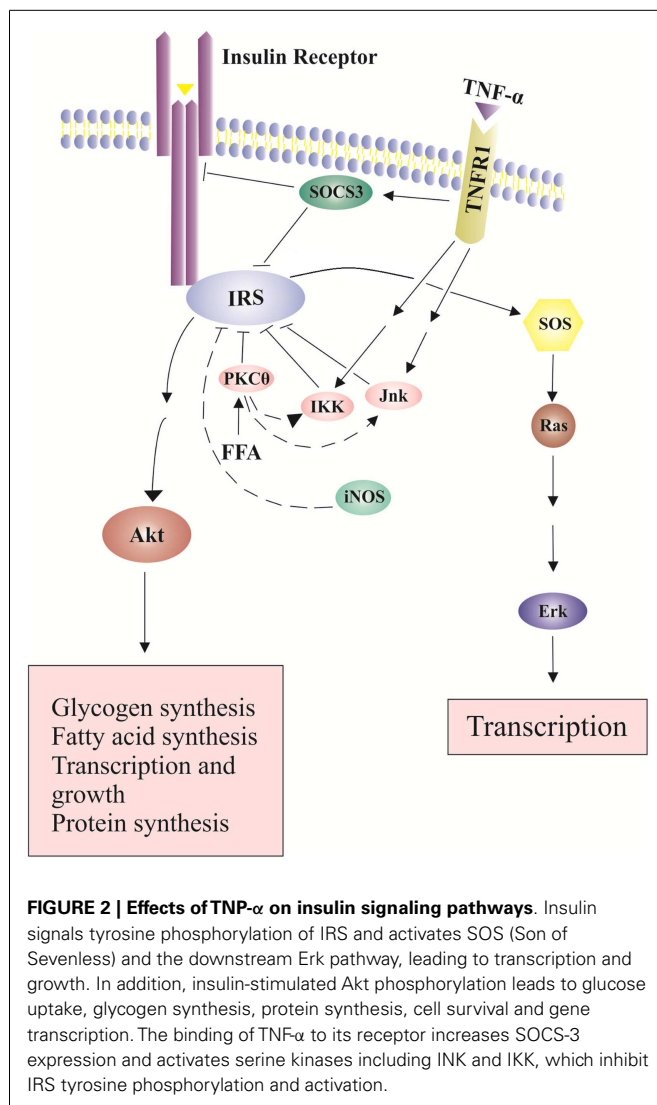 Insulin Receptor
TNF-α
TNFR1
SOCS3
IRS
SOS
PKCθ
IKK
Jnk
Ras
FFA
iNOS
Akt
Erk
Glycogen synthesis
Fatty acid synthesis
Transcription and
growth
Protein synthesis
Transcription
FIGURE 2 | Effects of TNP-α on insulin signaling pathways. Insulin
signals tyrosine phosphorylation of IRS and activates SOS (Son of
Sevenless) and the downstream Erk pathway, leading to transcription and
growth. In addition, insulin-stimulated Akt phosphorylation leads to glucose
uptake, glycogen synthesis, protein synthesis, cell survival and gene
transcription. The binding of TNF-α to its receptor increases SOCS-3
expression and activates serine kinases including INK and IKK, which inhibit
IRS tyrosine phosphorylation and activation.